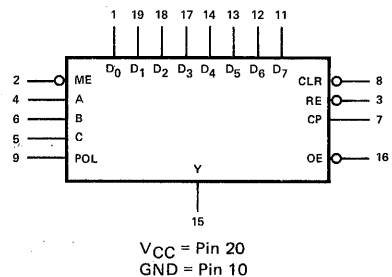 1 19 18 17 14 13 12 11
D0 D1 D2 D3 D4 D5 D6 D7
2 ME CLR 8
4 A RE 3
6 B CP 7
5 C
9 POL OE 16
Y
15
VCC = Pin 20
GND = Pin 10